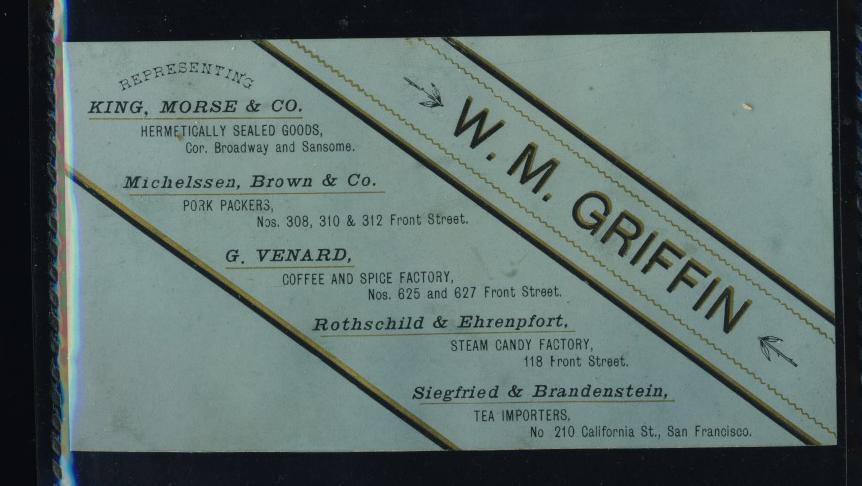 REPRESENTING
KING, MORSE & CO.
HERMETICALLY SEALED GOODS,
Cor. Broadway and Sansome.
Michelssen, Brown & Co.
PORK PACKERS,
Nos. 308, 310 & 312 Front Street.
G. VENARD,
COFFEE AND SPICE FACTORY,
Nos. 625 and 627 Front Street.
Rothschild & Ehrenpfort,
STEAM CANDY FACTORY,
118 Front Street.
Siegfried & Brandenstein,
TEA IMPORTERS,
No 210 California St., San Francisco.
W. M. GRIFFIN